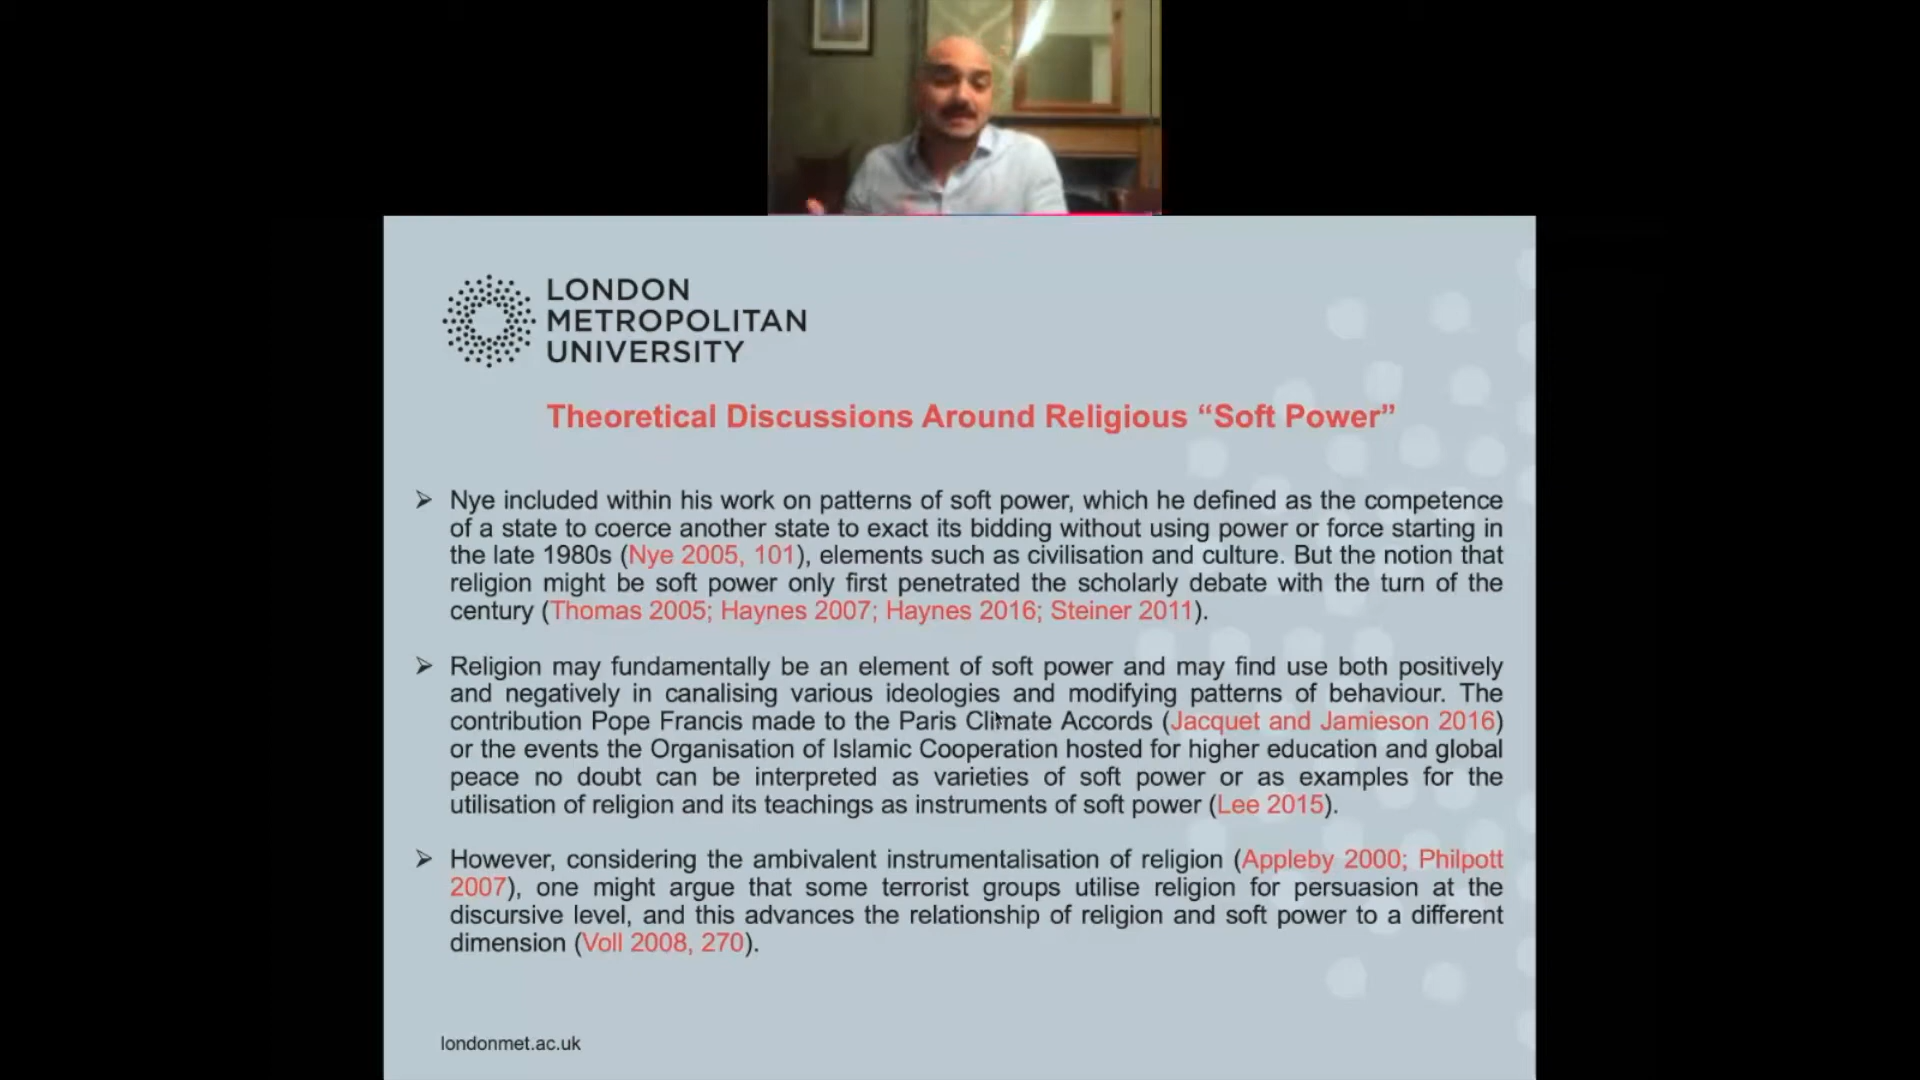 LONDON
METROPOLITAN
UNIVERSITY
Theoretical Discussions Around Religious “Soft Power”
➢ Nye included within his work on patterns of soft power, which he defined as the competence
of a state to coerce another state to exact its bidding without using power or force starting in
the late 1980s (Nye 2005, 101), elements such as civilisation and culture. But the notion that
religion might be soft power only first penetrated the scholarly debate with the turn of the
century (Thomas 2005; Haynes 2007; Haynes 2016; Steiner 2011).
➢ Religion may fundamentally be an element of soft power and may find use both positively
and negatively in canalising various ideologies and modifying patterns of behaviour. The
contribution Pope Francis made to the Paris Climate Accords (Jacquet and Jamieson 2016)
or the events the Organisation of Islamic Cooperation hosted for higher education and global
peace no doubt can be interpreted as varieties of soft power or as examples for the
utilisation of religion and its teachings as instruments of soft power (Lee 2015).
➢ However, considering the ambivalent instrumentalisation of religion (Appleby 2000; Philpott
2007), one might argue that some terrorist groups utilise religion for persuasion at the
discursive level, and this advances the relationship of religion and soft power to a different
dimension (Voll 2008, 270).
londonmet.ac.uk